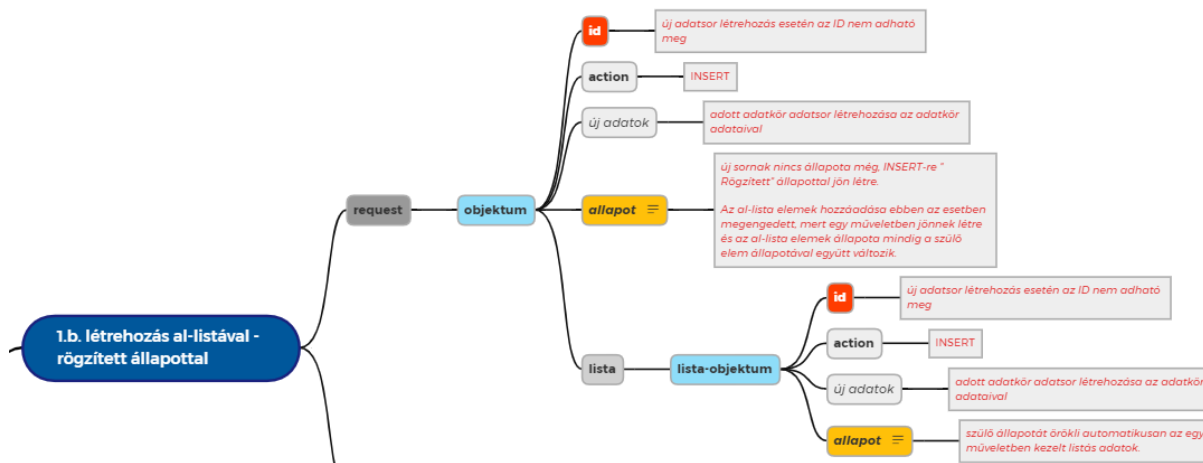 id
új adatsor létrehozás esetén az ID nem adható
meg
action
INSERT
új adatok
adott adatkör adatsor létrehozása az adatkör
adataival
allapot
új sornak nincs állapota még, INSERT-re "
Rögzített" állapottal jön létre.
Az al-lista elemek hozzáadása ebben az esetben
megengedett, mert egy műveletben jönnek létre
és az al-lista elemek állapota mindig a szülő
elem állapotával együtt változik.
request
objektum
1.b. létrehozás al-listával -
rögzített állapottal
lista
lista-objektum
id
új adatsor létrehozás esetén az ID nem adható
meg
action
INSERT
új adatok
adott adatkör adatsor létrehozása az adatkör
adataival
allapot
szülő állapotát örökli automatikusan az egy
műveletben kezelt listás adatok.